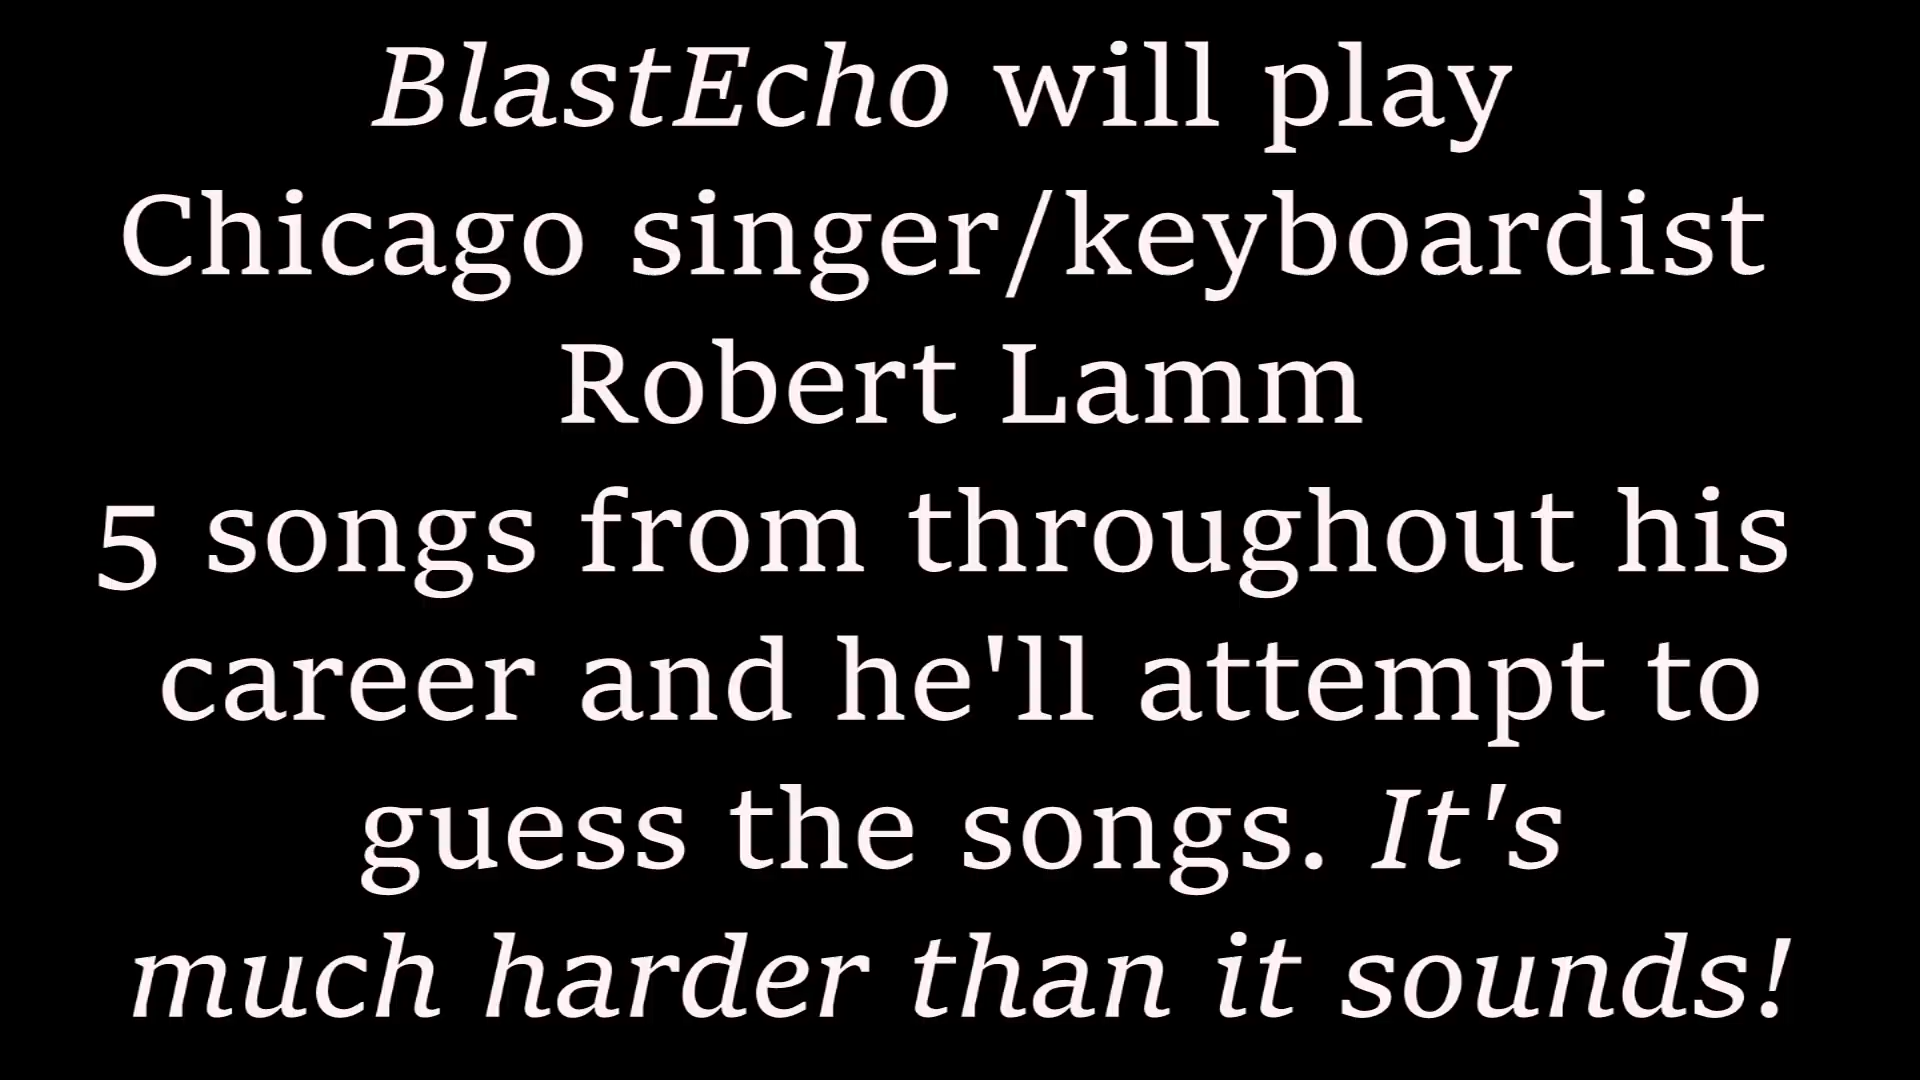 BlastEcho will play
Chicago singer/keyboardist
Robert Lamm
5 songs from throughout his
career and he'll attempt to
guess the songs. It's
much harder than it sounds!